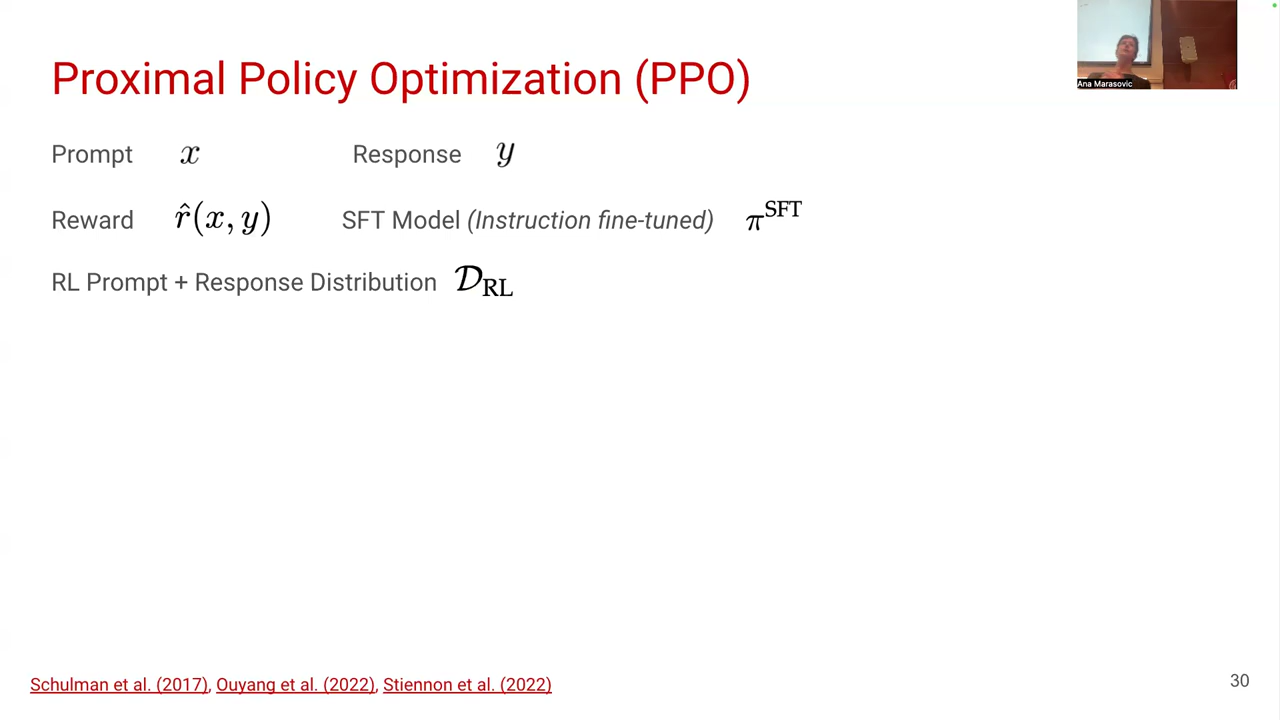 Proximal Policy Optimization (PPO)
Ana Marasovic
Prompt x Response y
Reward r̂(x, y) SFT Model (Instruction fine-tuned) π^SFT
RL Prompt + Response Distribution 𝒟_RL
Schulman et al. (2017), Ouyang et al. (2022), Stiennon et al. (2022)
30